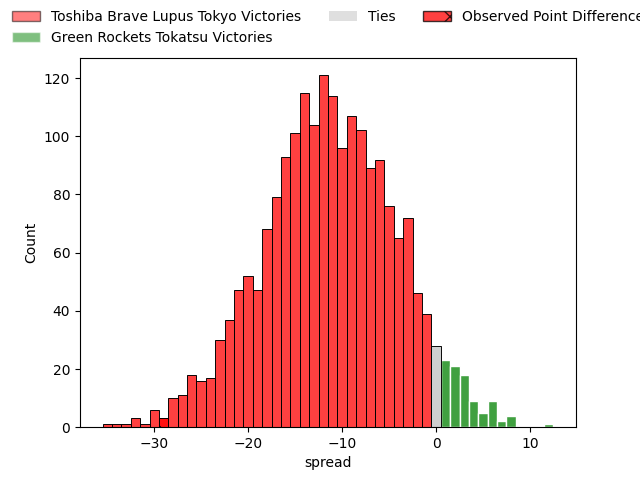 Toshiba Brave Lupus Tokyo Victories
Ties
Observed Point Difference
Green Rockets Tokatsu Victories
120
100
80
60
40
20
0
Count
−30
−20
−10
0
10
spread